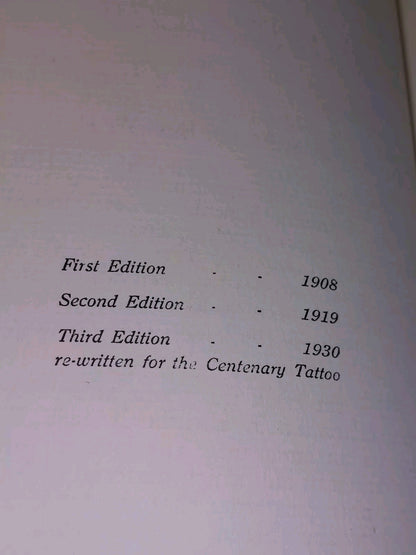 First Edition - - 1908
Second Edition - - 1919
Third Edition - - 1930
re-written for the Centenary Tattoo